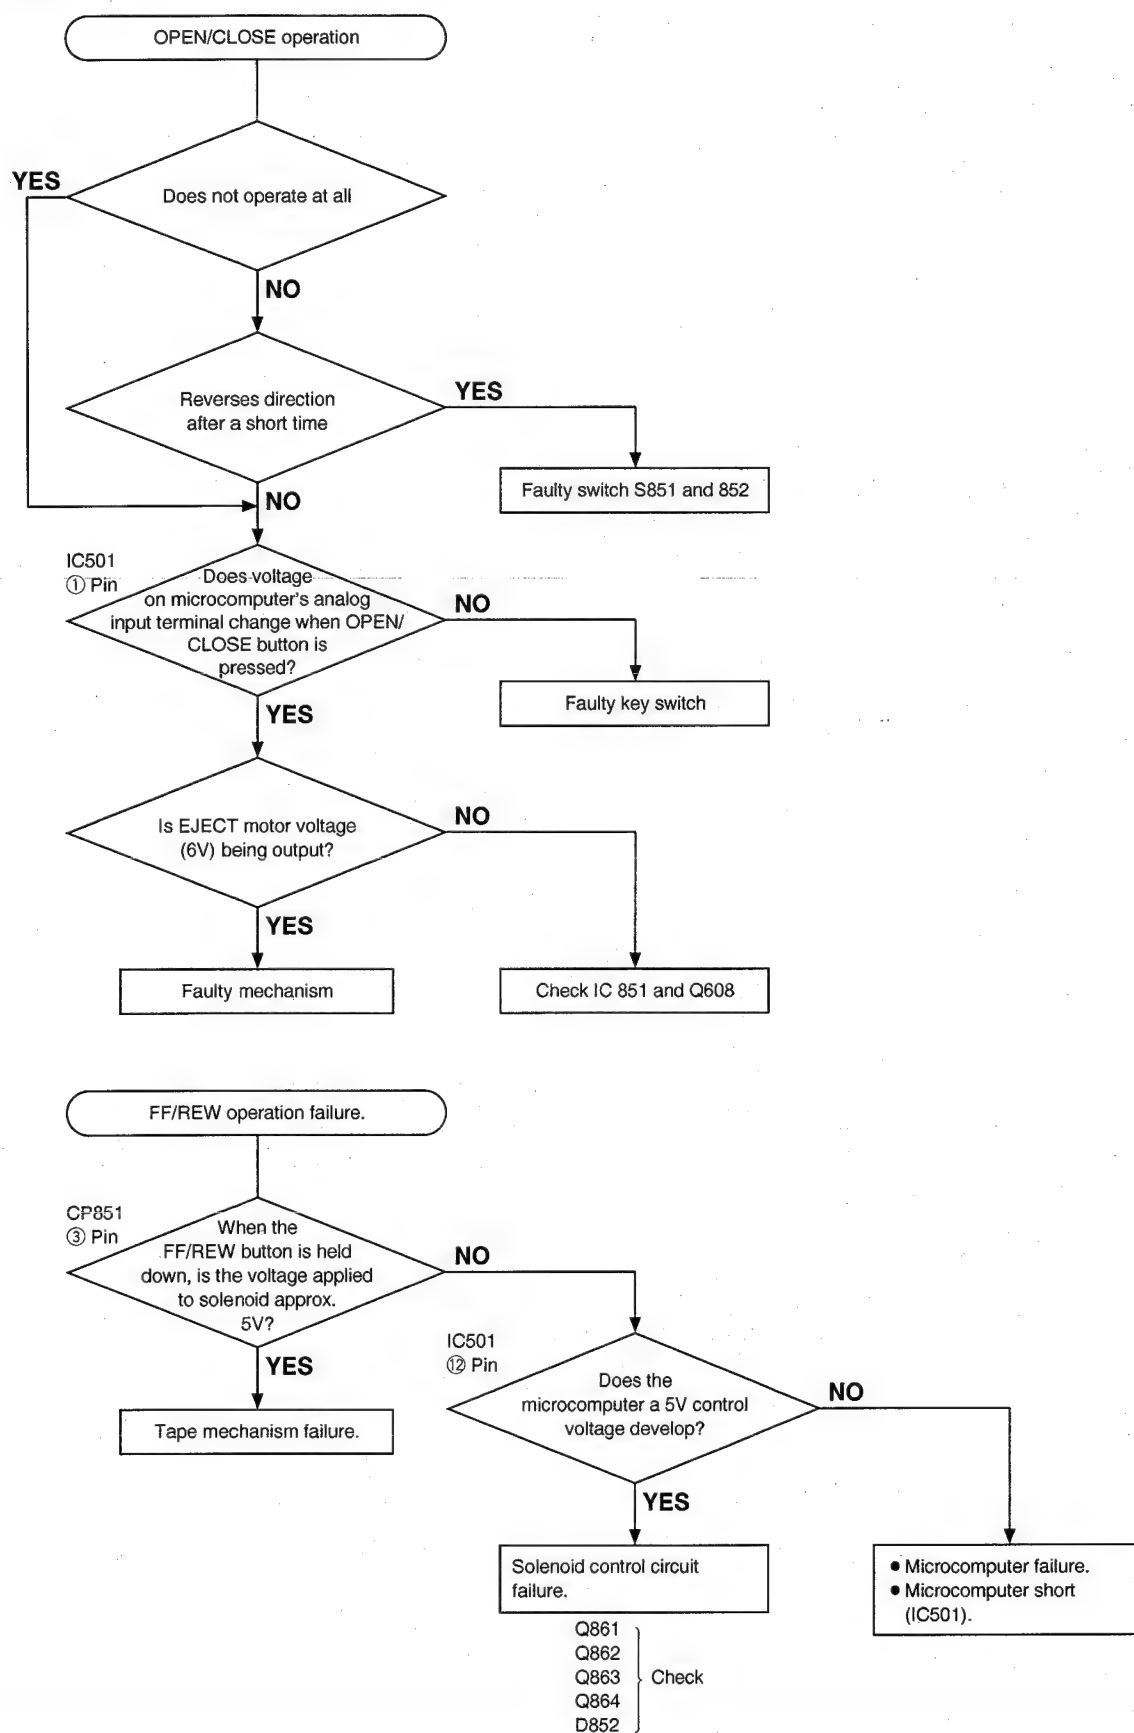 OPEN/CLOSE operation
YES
Does not operate at all
NO
Reverses direction
after a short time
YES
Faulty switch S851 and 852
NO
IC501
① Pin
Does voltage
on microcomputer's analog
input terminal change when OPEN/
CLOSE button is
pressed?
NO
Faulty key switch
YES
Is EJECT motor voltage
(6V) being output?
NO
YES
Faulty mechanism
Check IC 851 and Q608
FF/REW operation failure.
CP851
③ Pin
When the
FF/REW button is held
down, is the voltage applied
to solenoid approx.
5V?
NO
YES
Tape mechanism failure.
IC501
⑫ Pin
Does the
microcomputer a 5V control
voltage develop?
NO
YES
Solenoid control circuit
failure.
● Microcomputer failure.
● Microcomputer short
(IC501).
Q861
Q862
Q863
Q864
D852
Check